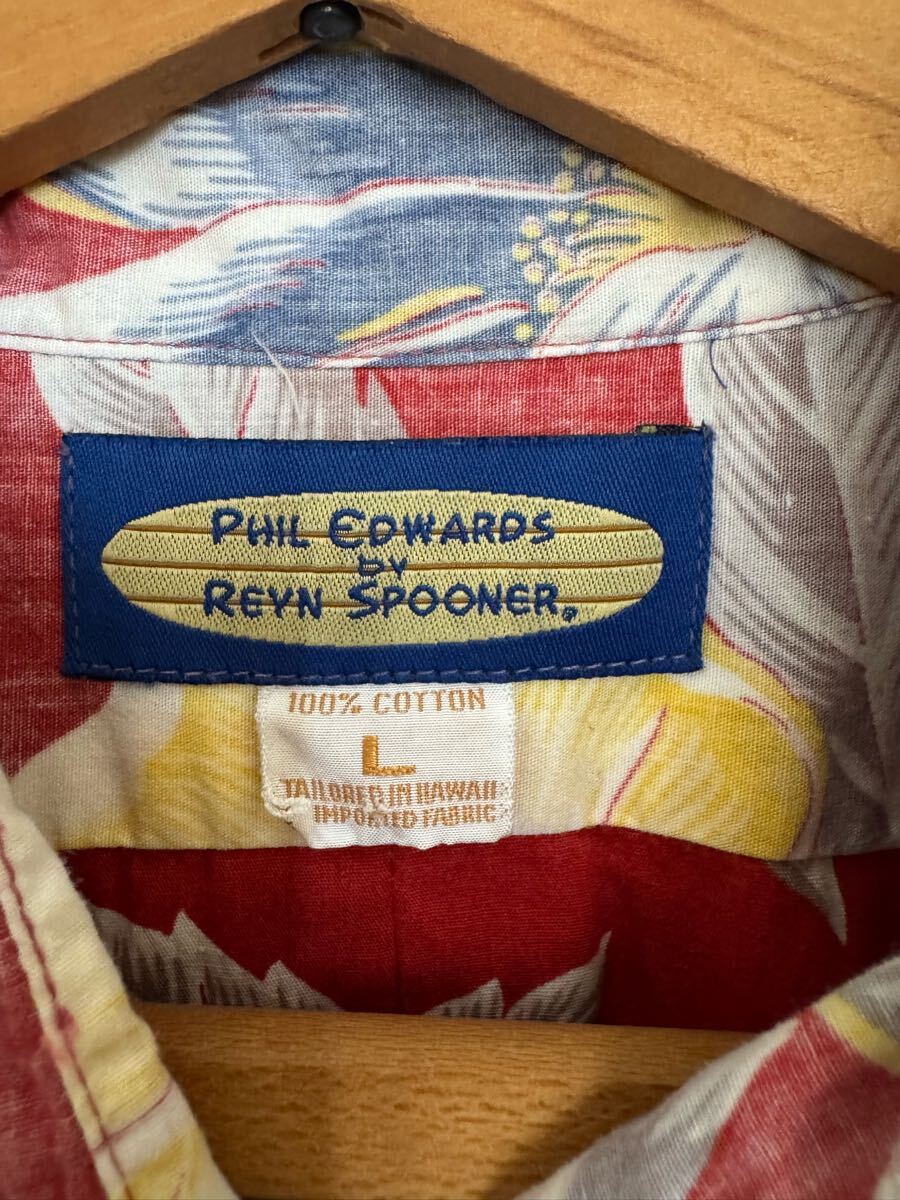 PHIL EDWARDS
by
REYN SPOONER.
100% COTTON
L
TAILORED IN HAWAII
IMPORTED FABRIC